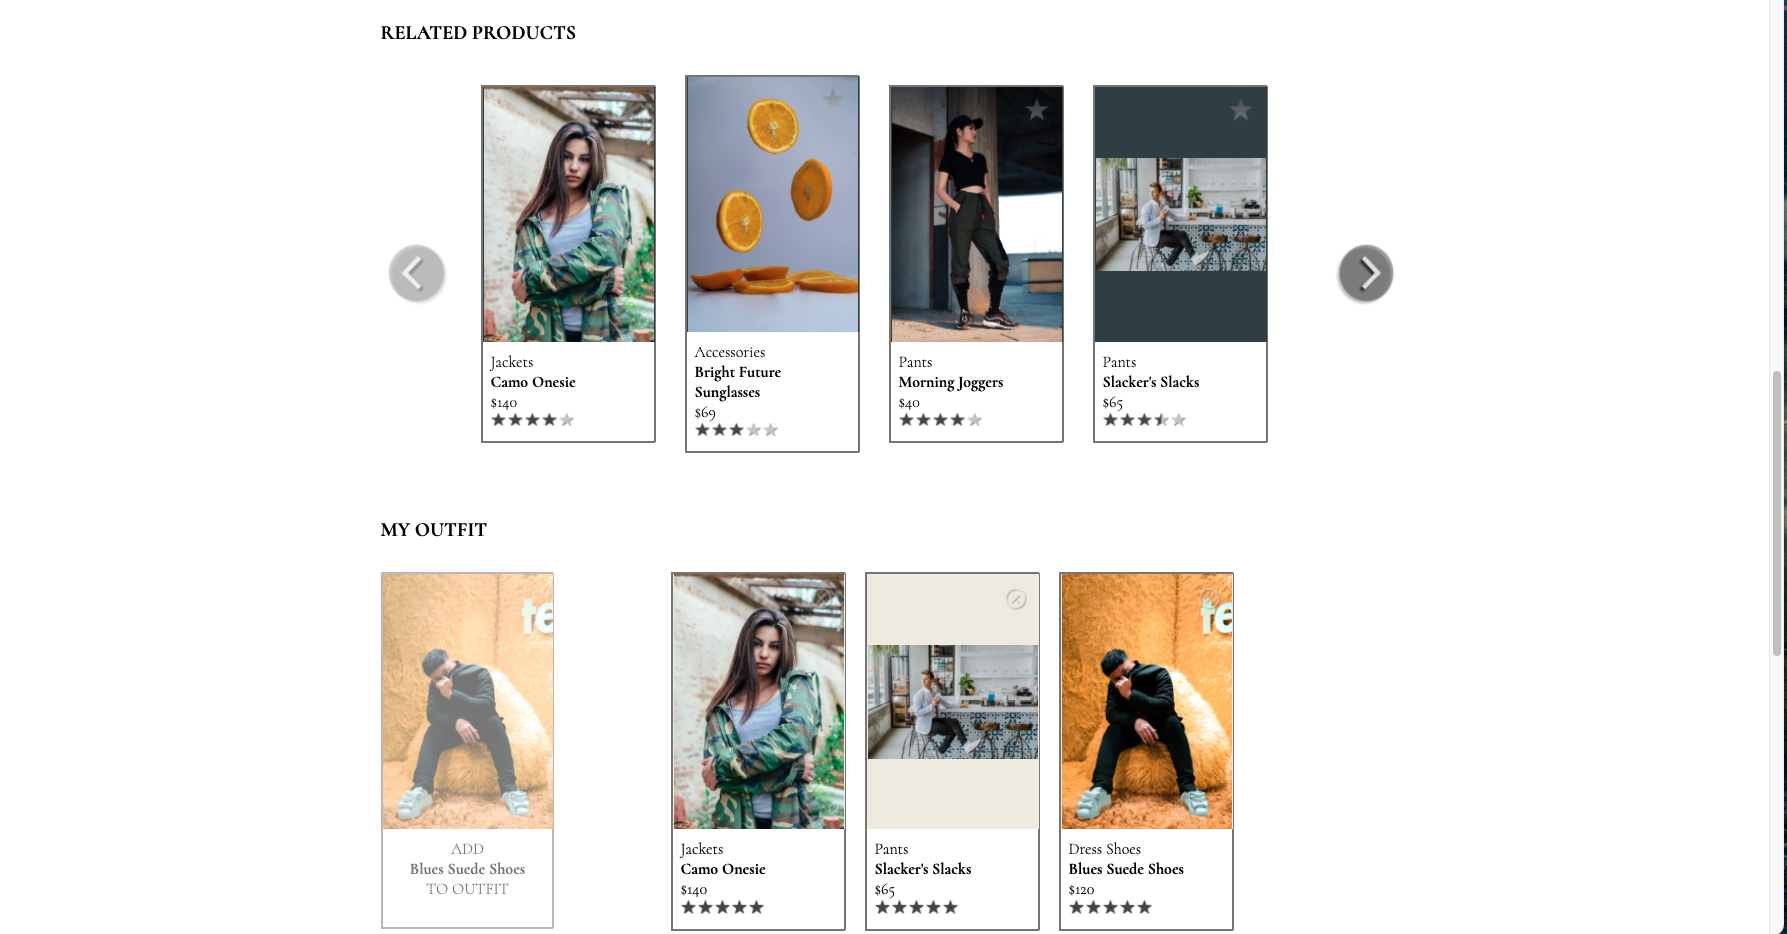 RELATED PRODUCTS
Jackets
Camo Onesie
$140
Accessories
Bright Future
Sunglasses
$69
Pants
Morning Joggers
$40
Pants
Slacker's Slacks
$65
MY OUTFIT
te
ADD
Blues Suede Shoes
TO OUTFIT
Jackets
Camo Onesie
$140
Pants
Slacker's Slacks
$65
te
Dress Shoes
Blues Suede Shoes
$120